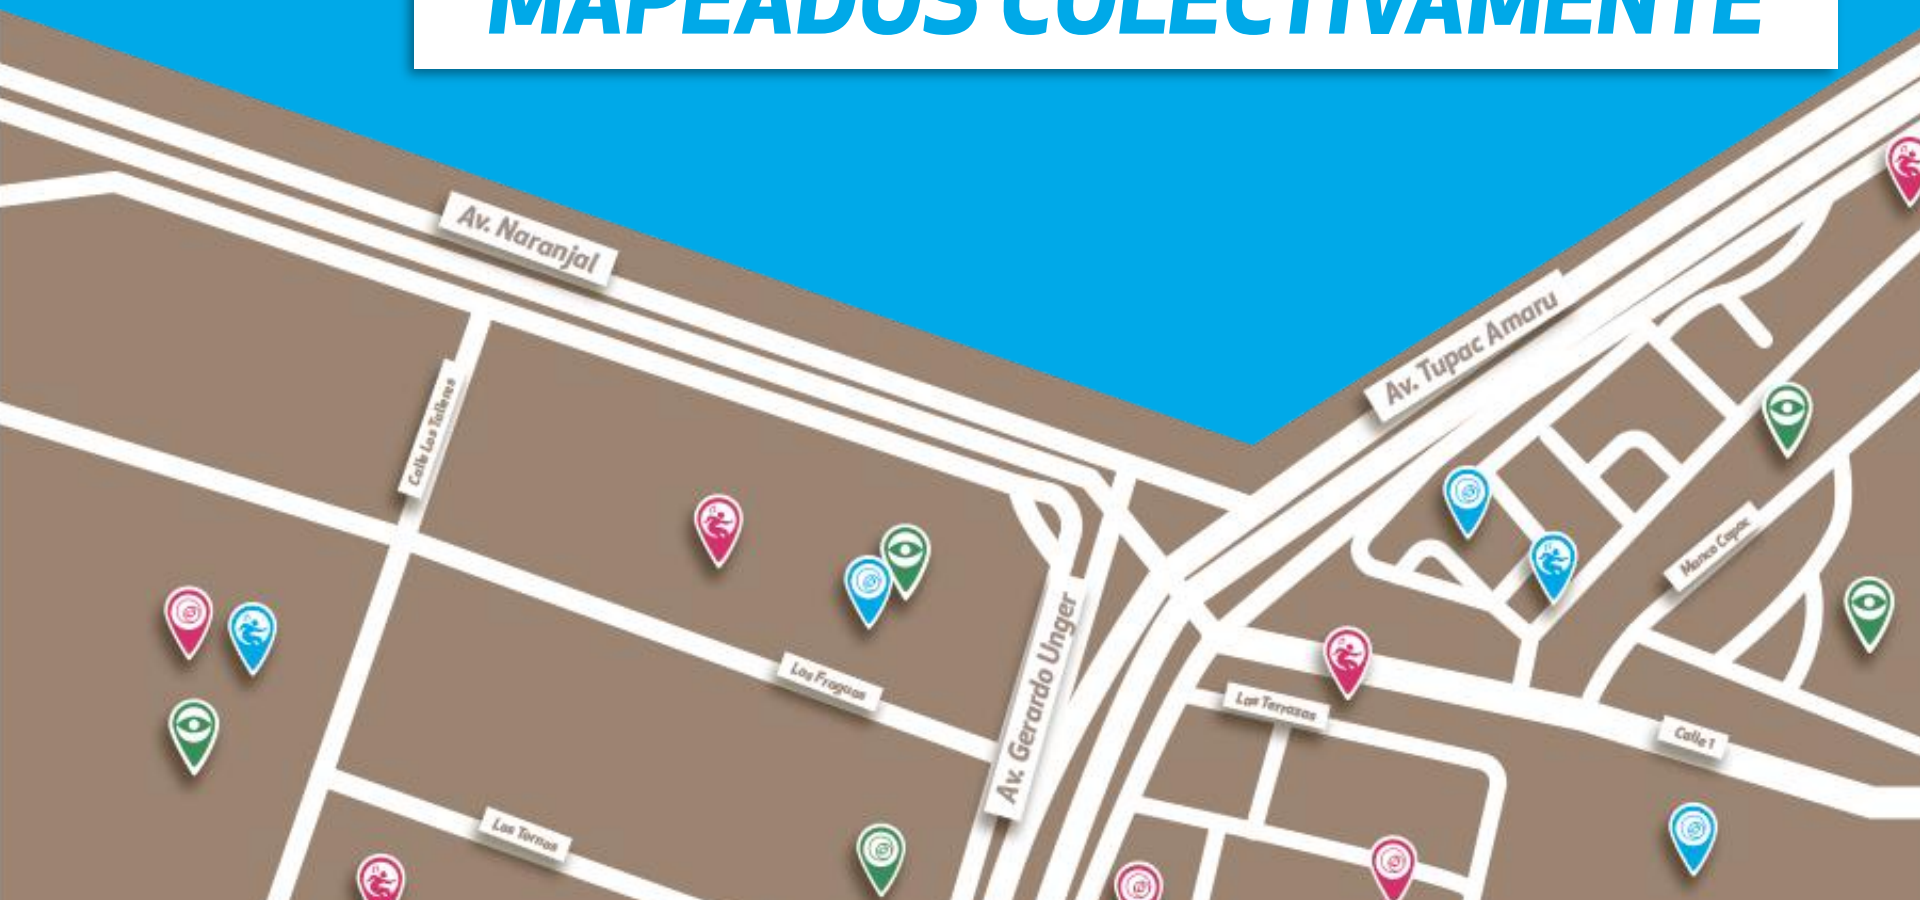 MAPEADOS COLECTIVAMENTE
Av. Naranjal
Av. Tupac Amaru
Calle Los Talleres
Manco Capac
Av. Gerardo Unger
Las Fraguas
Las Terrazas
Calle 1
Los Tornos